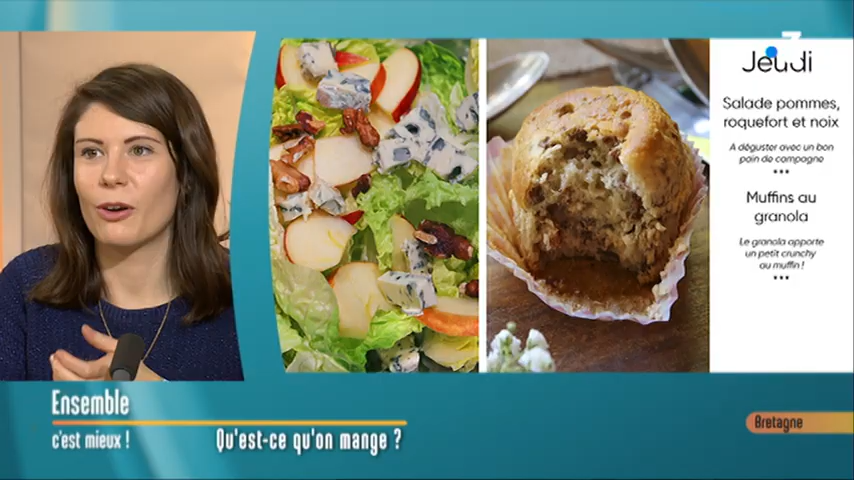 Jeudi
Salade pommes,
roquefort et noix
A déguster avec un bon
pain de campagne
Muffins au
granola
Le granola apporte
un petit crunchy
au muffin !
Ensemble
c'est mieux !
Qu'est-ce qu'on mange ?
Bretagne